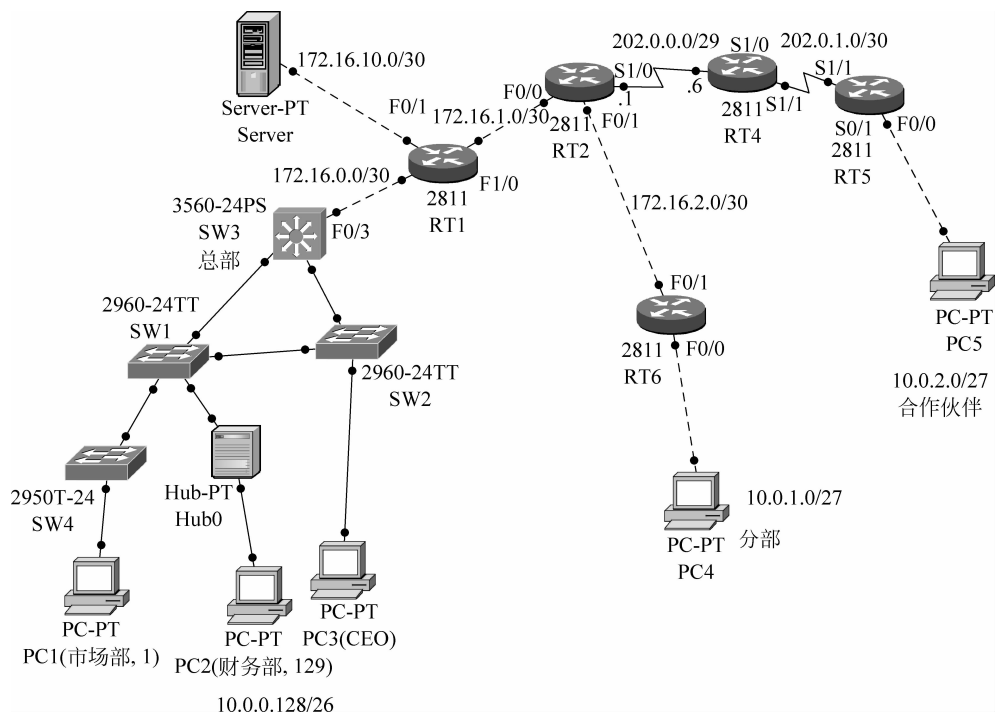 172.16.10.0/30
Server-PT
Server
F0/1
172.16.1.0/30
F0/0
202.0.0.0/29
S1/0
.1
2811
F0/1
RT2
S1/0
.6
2811
RT4
S1/1
202.0.1.0/30
S1/1
S0/1
F0/0
2811
RT5
172.16.0.0/30
F1/0
2811
RT1
3560-24PS
SW3
总部
F0/3
172.16.2.0/30
2960-24TT
SW1
2960-24TT
SW2
F0/1
2811
F0/0
RT6
PC-PT
PC5
10.0.2.0/27
合作伙伴
2950T-24
SW4
Hub-PT
Hub0
10.0.1.0/27
分部
PC-PT
PC4
PC-PT
PC1(市场部, 1)
PC-PT
PC2(财务部, 129)
PC-PT
PC3(CEO)
10.0.0.128/26